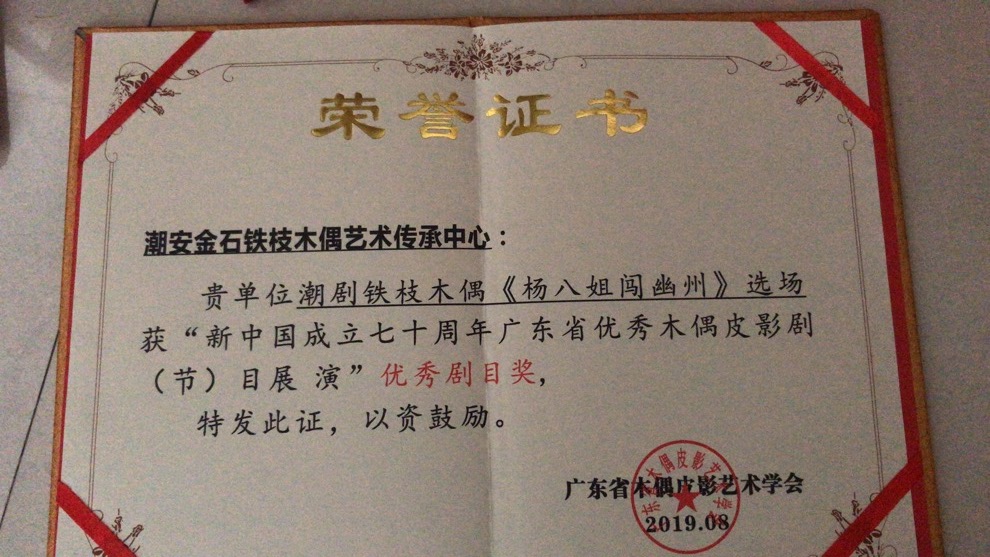 荣誉证书
潮安金石铁枝木偶艺术传承中心：
贵单位潮剧铁枝木偶《杨八姐闯幽州》选场
获“新中国成立七十周年广东省优秀木偶皮影剧
（节）目展 演”优秀剧目奖，
特发此证，以资鼓励。
广东省木偶皮影艺术学会
2019.08